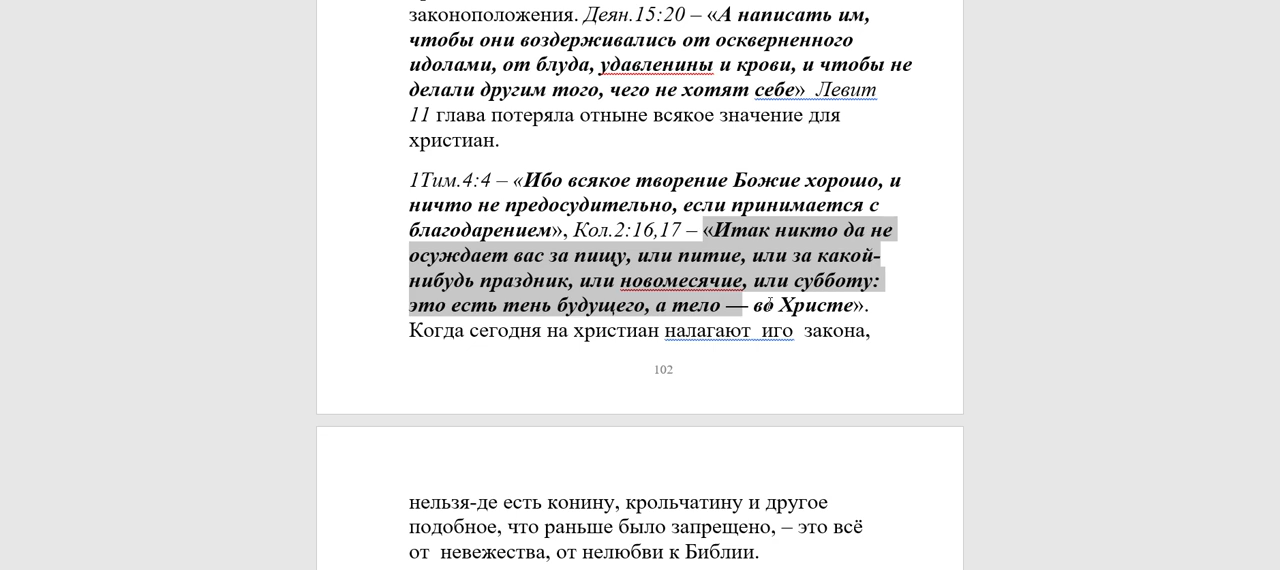 законоположения. Деян.15:20 – «А написать им,
чтобы они воздерживались от оскверненного
идолами, от блуда, удавленины и крови, и чтобы не
делали другим того, чего не хотят себе»  Левит
11 глава потеряла отныне всякое значение для
христиан.
1Тим.4:4 – «Ибо всякое творение Божие хорошо, и
ничто не предосудительно, если принимается с
благодарением», Кол.2:16,17 – «Итак никто да не
осуждает вас за пищу, или питие, или за какой-
нибудь праздник, или новомесячие, или субботу:
это есть тень будущего, а тело — во Христе».
Когда сегодня на христиан налагают  иго  закона,
102
нельзя-де есть конину, крольчатину и другое
подобное, что раньше было запрещено, – это всё
от  невежества, от нелюбви к Библии.